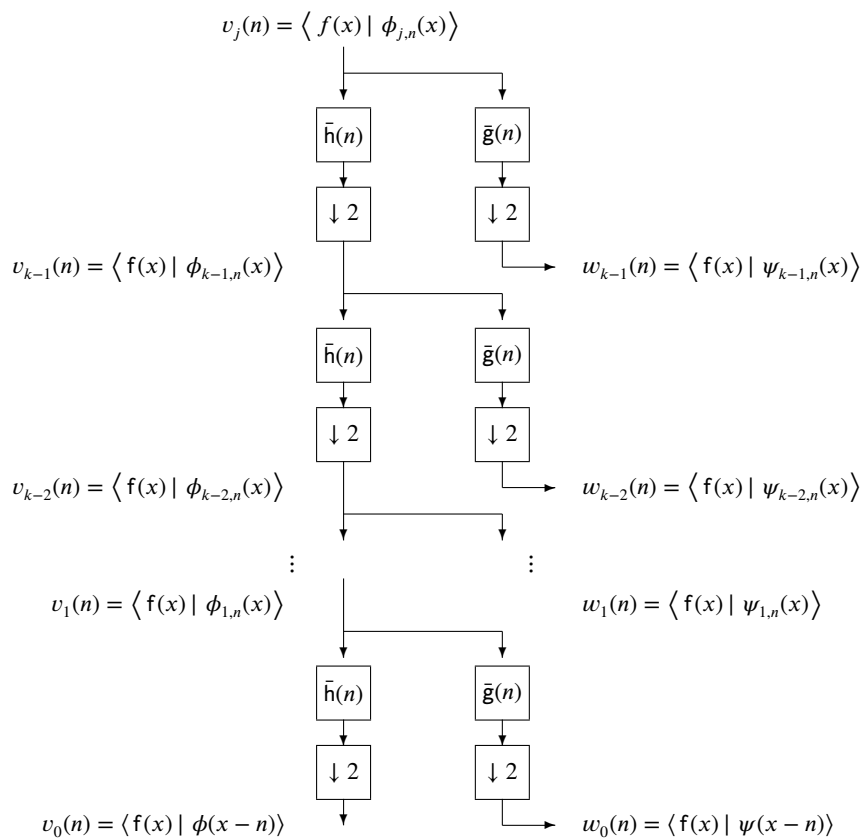 v_j(n) = ⟨ f(x) | ϕ_{j,n}(x)⟩
h̄(n) ḡ(n)
↓ 2 ↓ 2
v_{k−1}(n) = ⟨ f(x) | ϕ_{k−1,n}(x)⟩ w_{k−1}(n) = ⟨ f(x) | ψ_{k−1,n}(x)⟩
h̄(n) ḡ(n)
↓ 2 ↓ 2
v_{k−2}(n) = ⟨ f(x) | ϕ_{k−2,n}(x)⟩ w_{k−2}(n) = ⟨ f(x) | ψ_{k−2,n}(x)⟩
⋮ ⋮
v_1(n) = ⟨ f(x) | ϕ_{1,n}(x)⟩ w_1(n) = ⟨ f(x) | ψ_{1,n}(x)⟩
h̄(n) ḡ(n)
↓ 2 ↓ 2
v_0(n) = ⟨f(x) | ϕ(x − n)⟩ w_0(n) = ⟨f(x) | ψ(x − n)⟩